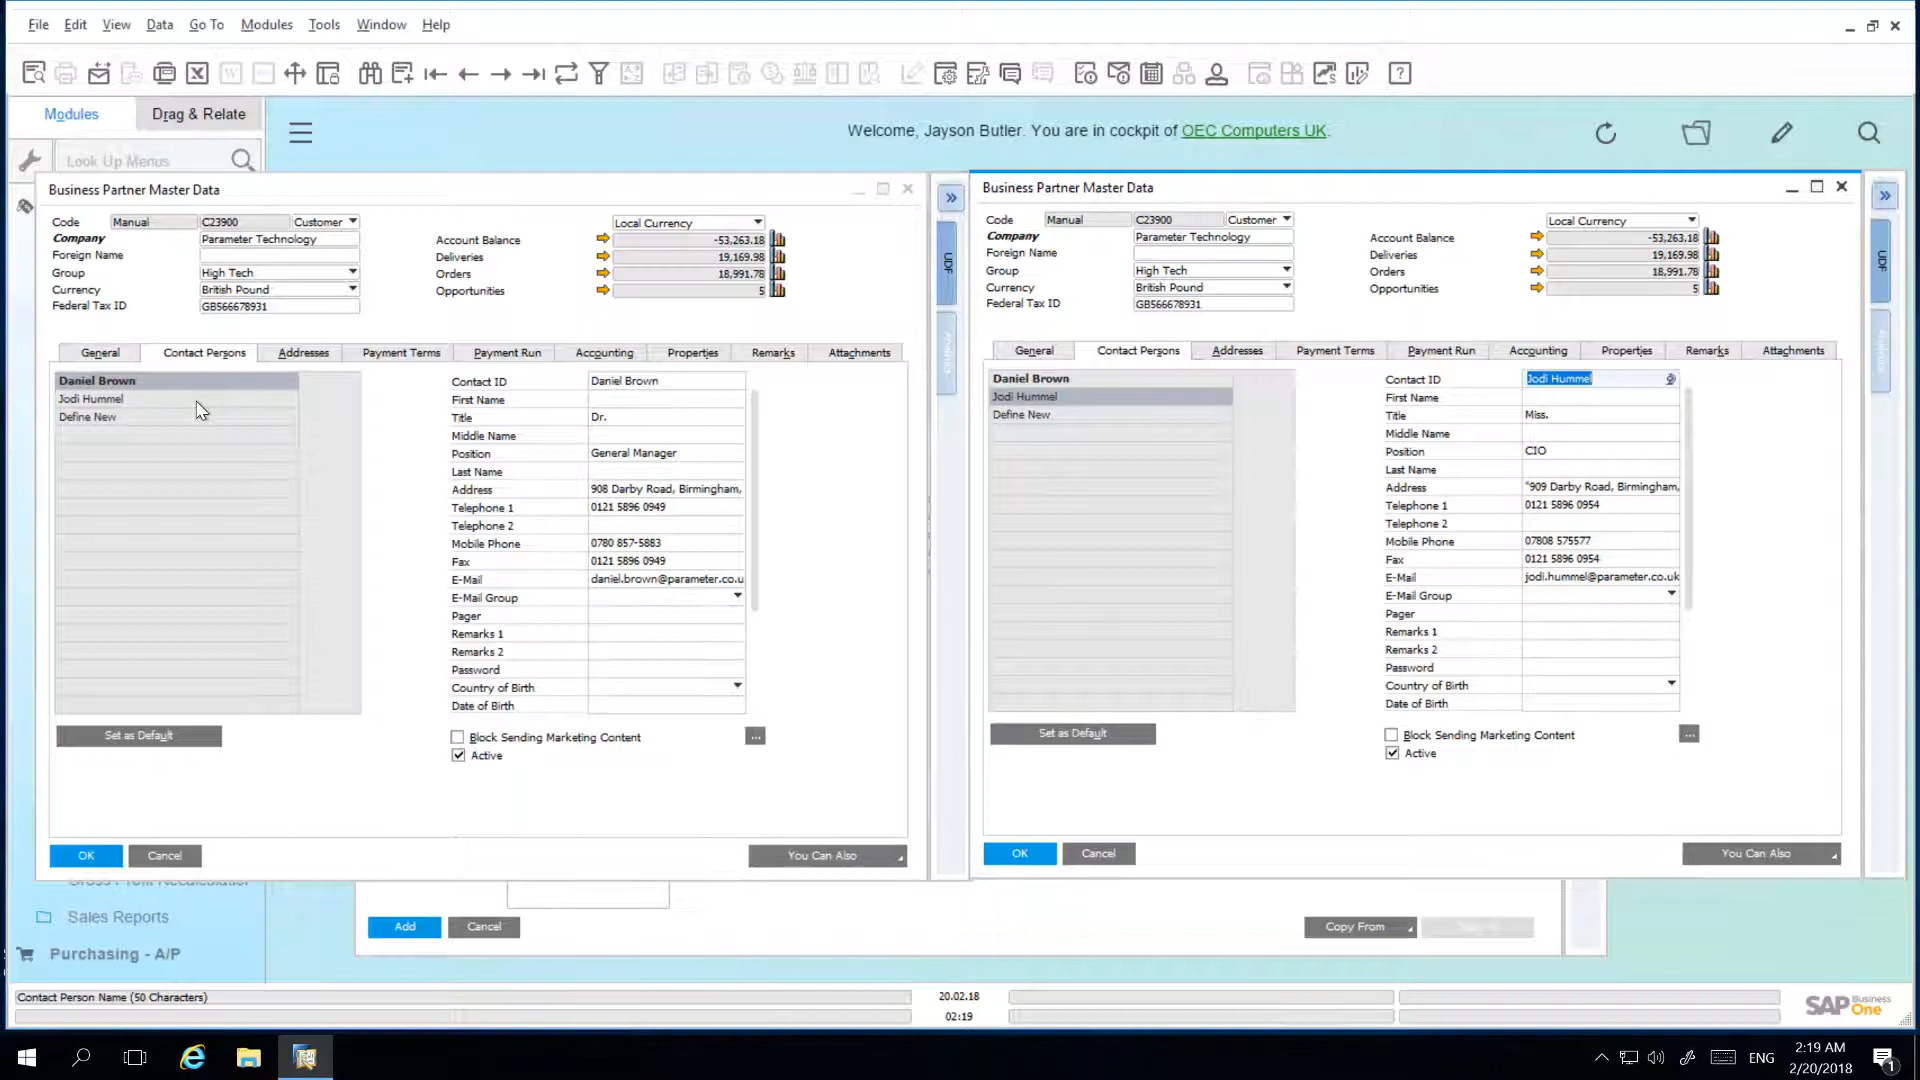 File Edit View Data Go To Modules Tools Window Help
Modules Drag & Relate
Look Up Menus
Welcome, Jayson Butler. You are in cockpit of OEC Computers UK.
Business Partner Master Data
Code Manual C23900 Customer Local Currency
Company Parameter Technology Account Balance -53,263.18
Foreign Name Deliveries 19,169.98
Group High Tech Orders 18,991.78
Currency British Pound Opportunities 5
Federal Tax ID GB566678931
General Contact Persons Addresses Payment Terms Payment Run Accounting Properties Remarks Attachments
Daniel Brown
Jodi Hummel
Define New
Contact ID Daniel Brown
First Name
Title Dr.
Middle Name
Position General Manager
Last Name
Address 908 Darby Road, Birmingham,
Telephone 1 0121 5896 0949
Telephone 2
Mobile Phone 0780 857-5883
Fax 0121 5896 0949
E-Mail daniel.brown@parameter.co.u
E-Mail Group
Pager
Remarks 1
Remarks 2
Password
Country of Birth
Date of Birth
Set as Default
Block Sending Marketing Content ...
Active
OK Cancel You Can Also
UDF
Business Partner Master Data
Code Manual C23900 Customer Local Currency
Company Parameter Technology Account Balance -53,263.18
Foreign Name Deliveries 19,169.98
Group High Tech Orders 18,991.78
Currency British Pound Opportunities 5
Federal Tax ID GB566678931
General Contact Persons Addresses Payment Terms Payment Run Accounting Properties Remarks Attachments
Daniel Brown
Jodi Hummel
Define New
Contact ID Jodi Hummel
First Name
Title Miss.
Middle Name
Position CIO
Last Name
Address "909 Darby Road, Birmingham,
Telephone 1 0121 5896 0954
Telephone 2
Mobile Phone 07808 575577
Fax 0121 5896 0954
E-Mail jodi.hummel@parameter.co.uk
E-Mail Group
Pager
Remarks 1
Remarks 2
Password
Country of Birth
Date of Birth
Set as Default
Block Sending Marketing Content ...
Active
OK Cancel You Can Also
UDF
Sales Reports
Purchasing - A/P
Add Cancel Copy From
Contact Person Name (50 Characters) 20.02.18
02:19
SAP Business One
ENG 2:19 AM
2/20/2018
1